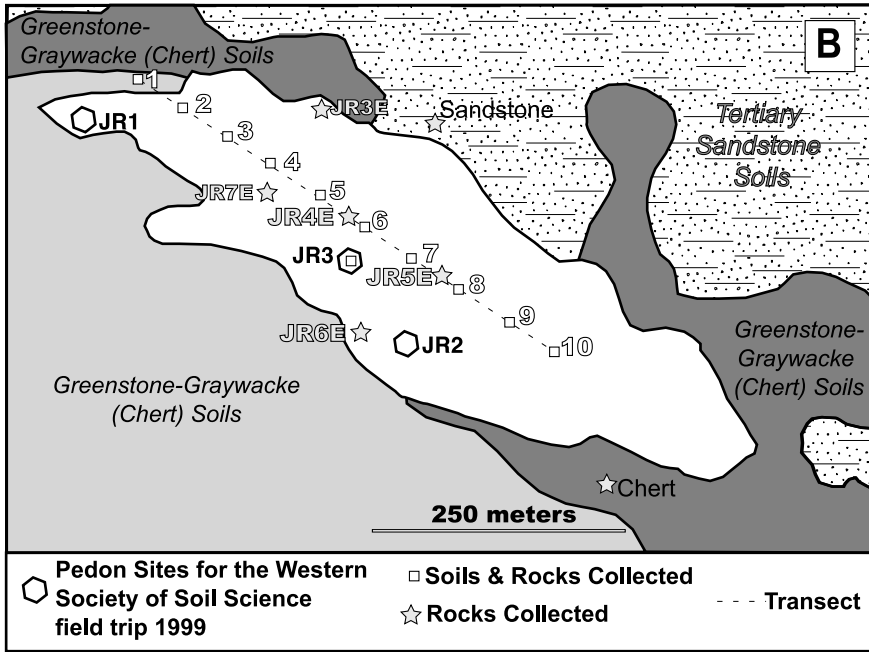 Greenstone-
Graywacke (Chert) Soils
B
1
2
JR3E
Sandstone
Tertiary
Sandstone
Soils
JR1
3
4
JR7E
5
JR4E
6
JR3
7
JR5E
8
9
JR6E
JR2
10
Greenstone-
Graywacke
(Chert) Soils
Greenstone-Graywacke
(Chert) Soils
Chert
250 meters
Pedon Sites for the Western
Society of Soil Science
field trip 1999
Soils & Rocks Collected
Rocks Collected
Transect